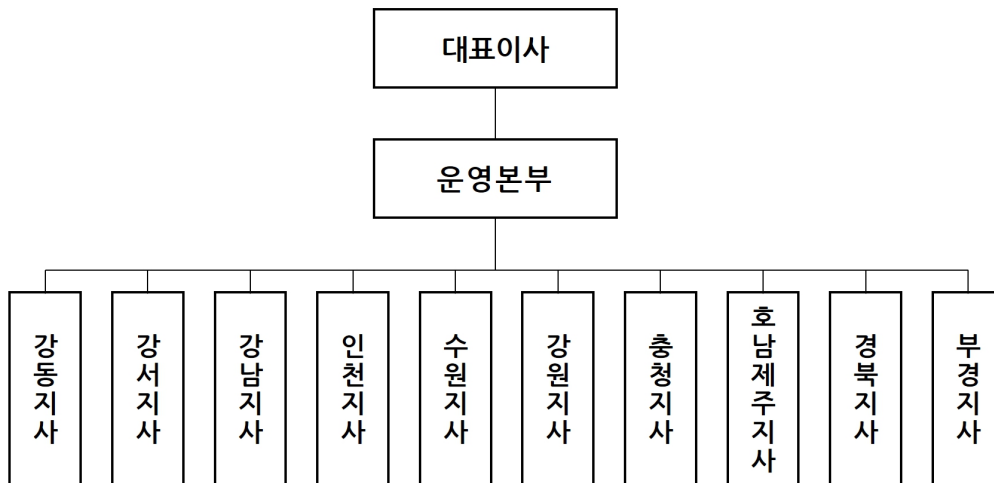 대표이사
운영본부
강동지사
강서지사
강남지사
인천지사
수원지사
강원지사
충청지사
호남제주지사
경북지사
부경지사